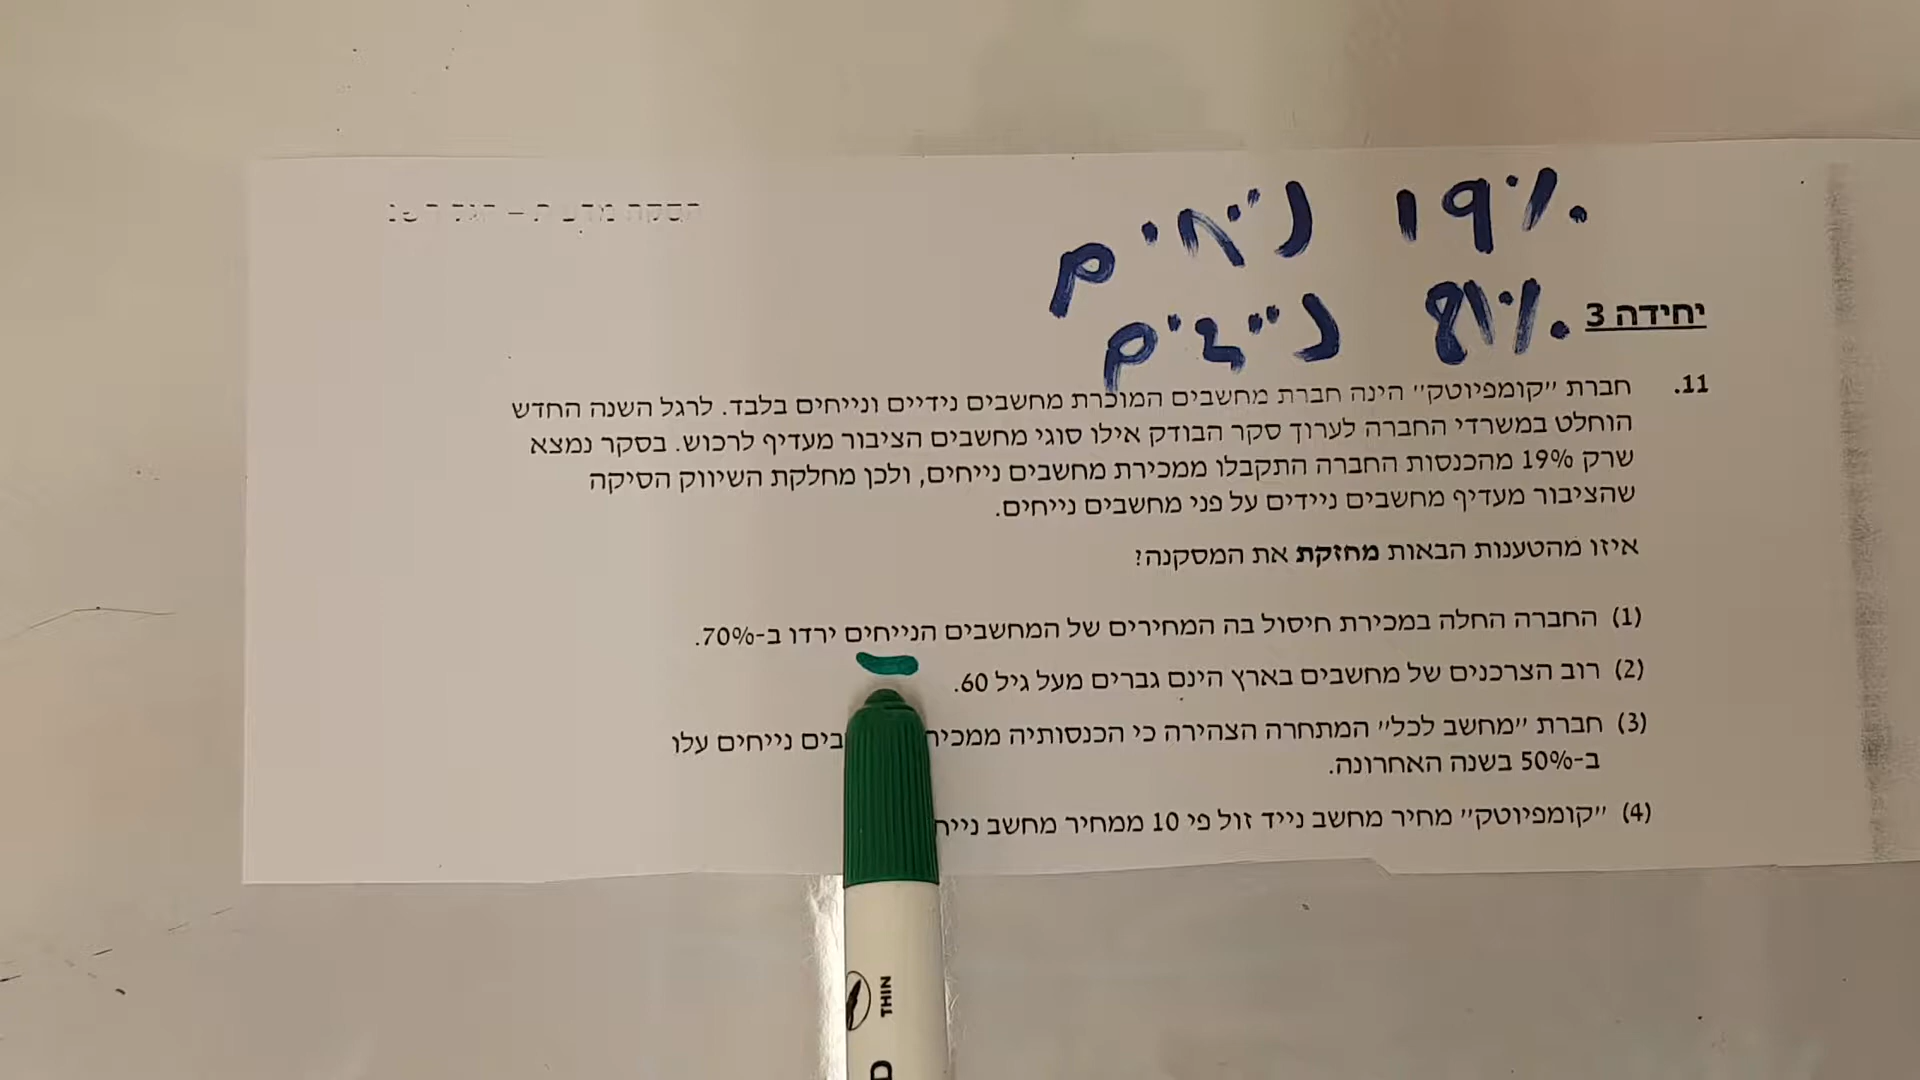 19% נייחים
81% ניידים
יחידה 3
11. חברת "קומפיוטק" הינה חברת מחשבים המוכרת מחשבים נידיים ונייחים בלבד. לרגל השנה החדש
הוחלט במשרדי החברה לערוך סקר הבודק אילו סוגי מחשבים הציבור מעדיף לרכוש. בסקר נמצא
שרק 19% מהכנסות החברה התקבלו ממכירת מחשבים נייחים, ולכן מחלקת השיווק הסיקה
שהציבור מעדיף מחשבים ניידים על פני מחשבים נייחים.
איזו מהטענות הבאות מחזקת את המסקנה?
(1) החברה החלה במכירת חיסול בה המחירים של המחשבים הנייחים ירדו ב-70%.
(2) רוב הצרכנים של מחשבים בארץ הינם גברים מעל גיל 60.
(3) חברת "מחשב לכל" המתחרה הצהירה כי הכנסותיה נייחים עלו
ב-50% בשנה האחרונה.
(4) "קומפיוטק" מחיר מחשב נייד זול פי 10 ממחיר מחשב
THIN